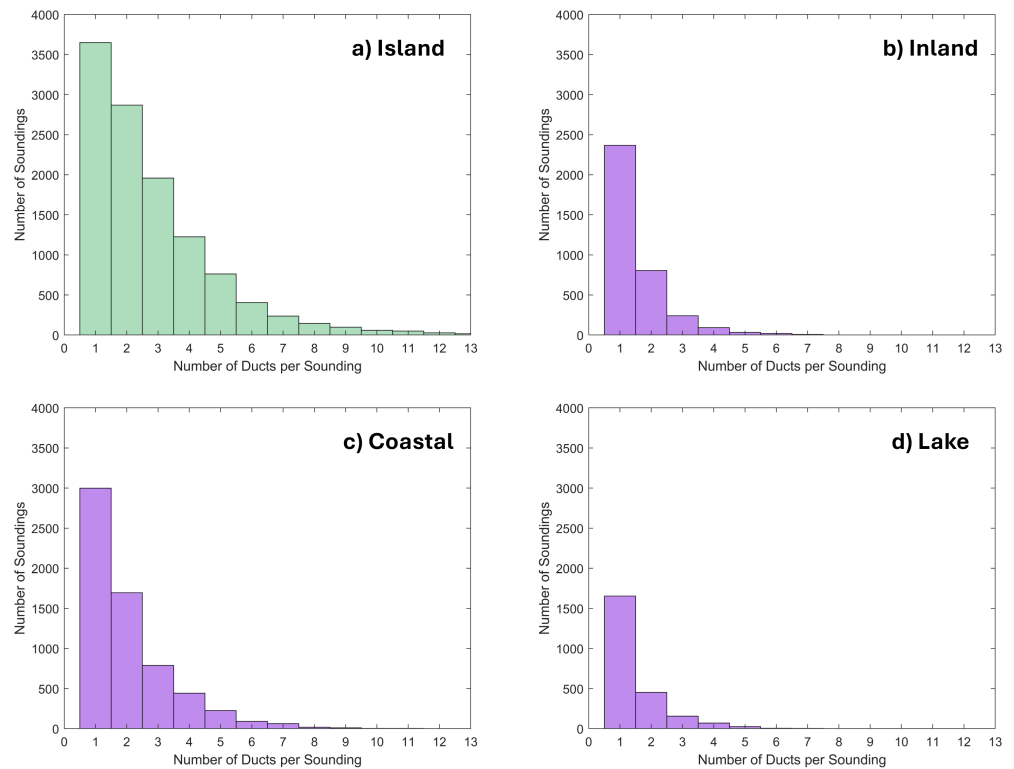 a) Island
4000
3500
3000
2500
2000
1500
1000
500
0
Number of Soundings
0 1 2 3 4 5 6 7 8 9 10 11 12 13
Number of Ducts per Sounding
b) Inland
4000
3500
3000
2500
2000
1500
1000
500
0
Number of Soundings
0 1 2 3 4 5 6 7 8 9 10 11 12 13
Number of Ducts per Sounding
c) Coastal
4000
3500
3000
2500
2000
1500
1000
500
0
Number of Soundings
0 1 2 3 4 5 6 7 8 9 10 11 12 13
Number of Ducts per Sounding
d) Lake
4000
3500
3000
2500
2000
1500
1000
500
0
Number of Soundings
0 1 2 3 4 5 6 7 8 9 10 11 12 13
Number of Ducts per Sounding